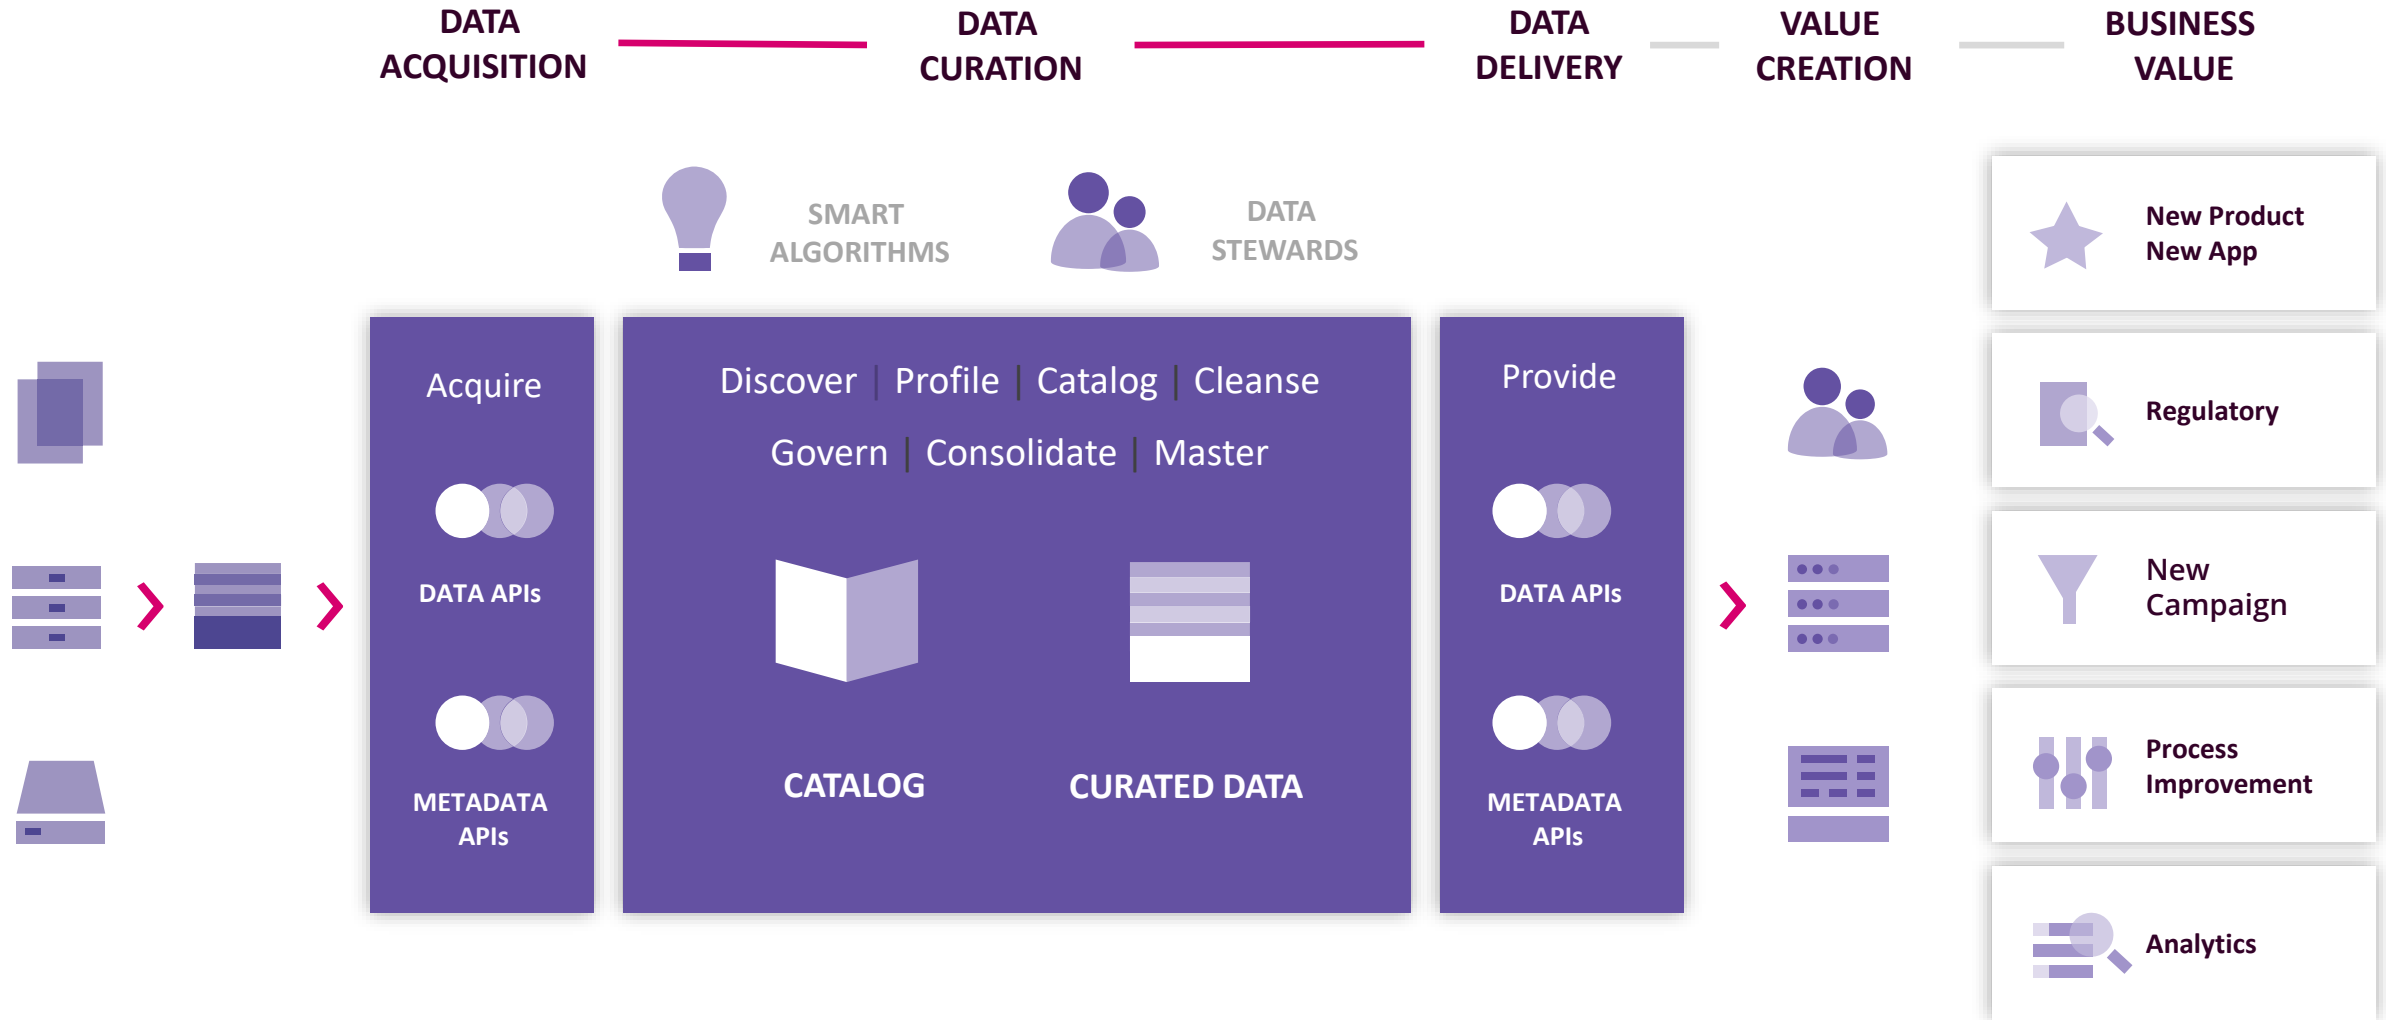 DATA
ACQUISITION
DATA
CURATION
DATA
DELIVERY
VALUE
CREATION
BUSINESS
VALUE
SMART
ALGORITHMS
DATA
STEWARDS
Acquire
DATA APIs
METADATA
APIs
Discover | Profile | Catalog | Cleanse
Govern | Consolidate | Master
CATALOG
CURATED DATA
Provide
DATA APIs
METADATA
APIs
New Product
New App
Regulatory
New
Campaign
Process
Improvement
Analytics